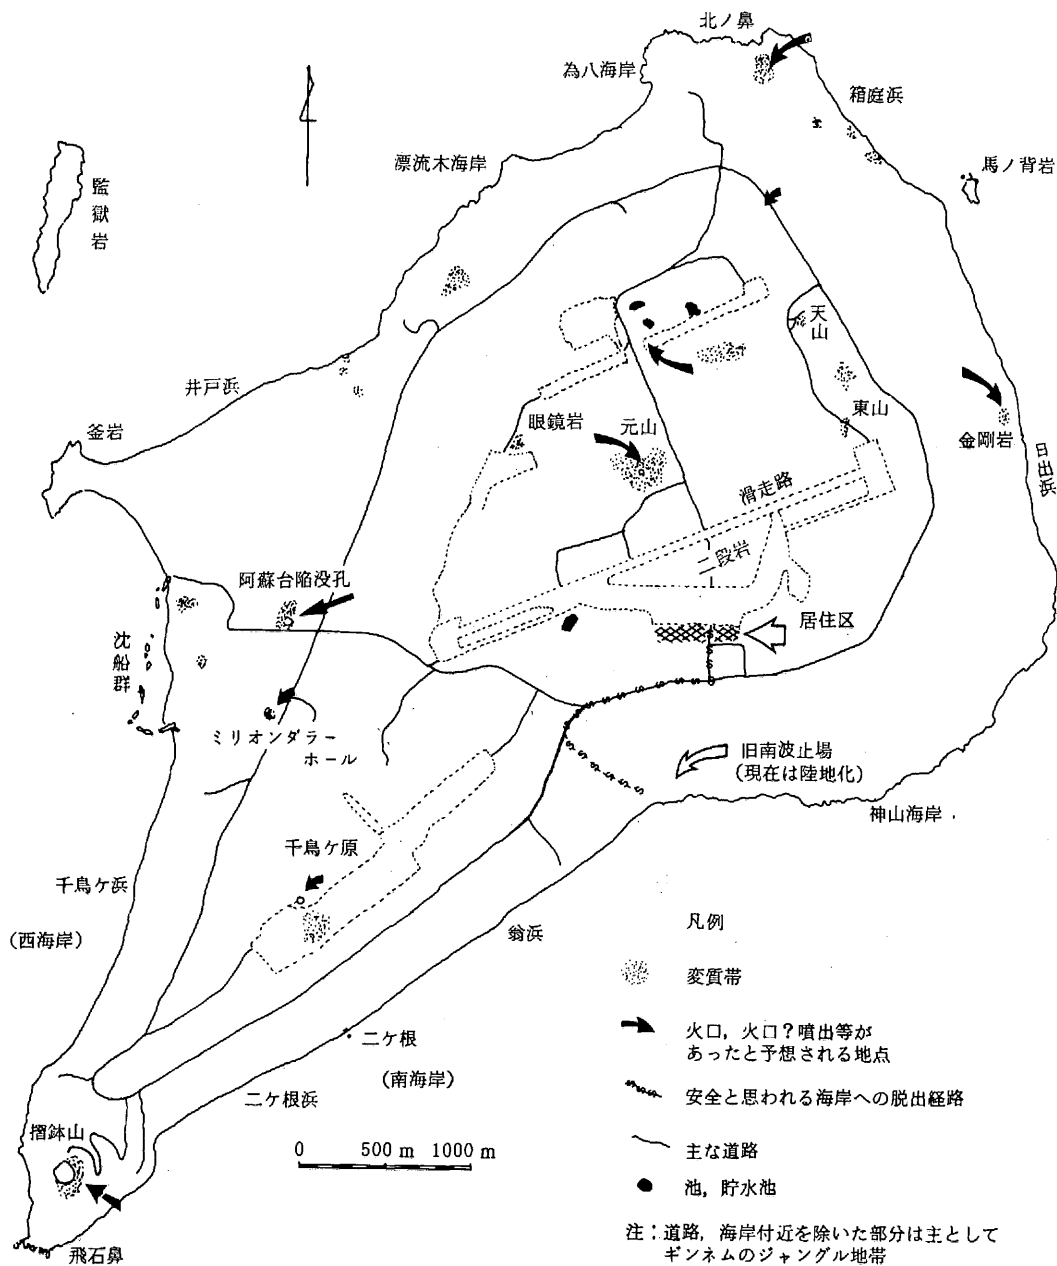 北ノ鼻
為八海岸
箱庭浜
漂流木海岸
馬ノ背岩
監獄岩
天山
井戸浜
東山
眼鏡岩
元山
釜岩
金剛岩
日出浜
滑走路
二段岩
阿蘇台陥没孔
居住区
沈船群
ミリオンダラー
ホール
旧南波止場
(現在は陸地化)
神山海岸
千鳥ケ原
千鳥ケ浜
(西海岸)
翁浜
二ケ根
(南海岸)
二ケ根浜
摺鉢山
飛石鼻
0 500 m 1000 m
凡例
変質帯
火口,火口?噴出等が
あったと予想される地点
安全と思われる海岸への脱出経路
主な道路
池,貯水池
注:道路,海岸付近を除いた部分は主として
ギンネムのジャングル地帯